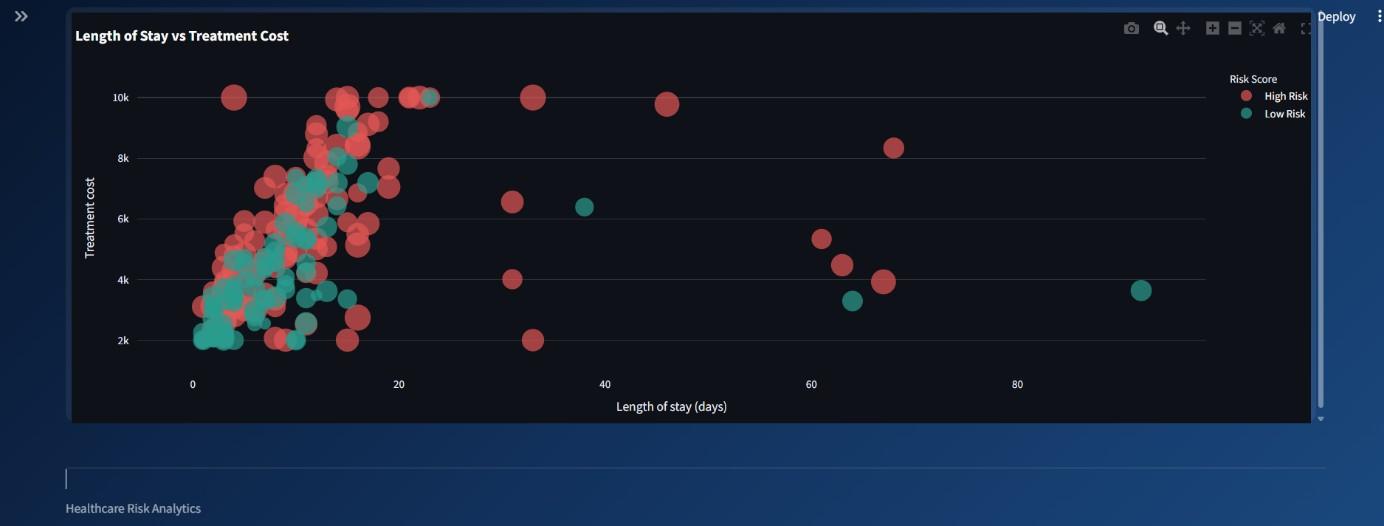 Deploy
Length of Stay vs Treatment Cost
Risk Score
High Risk
Low Risk
10k
8k
6k
4k
2k
Treatment cost
0 20 40 60 80
Length of stay (days)
Healthcare Risk Analytics